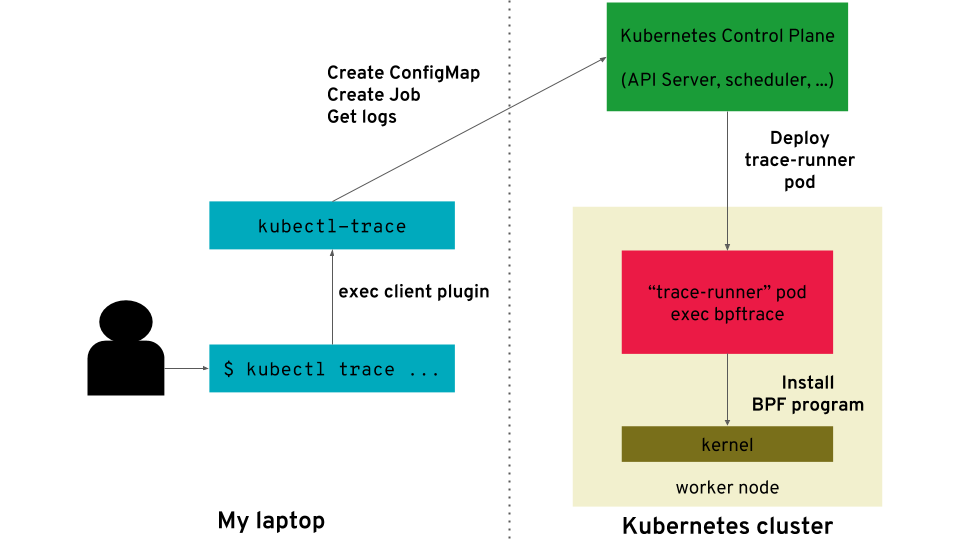 Kubernetes Control Plane
(API Server, scheduler, ...)
Create ConfigMap
Create Job
Get logs
Deploy
trace-runner
pod
kubectl-trace
exec client plugin
“trace-runner” pod
exec bpftrace
$ kubectl trace ...
Install
BPF program
kernel
worker node
My laptop
Kubernetes cluster